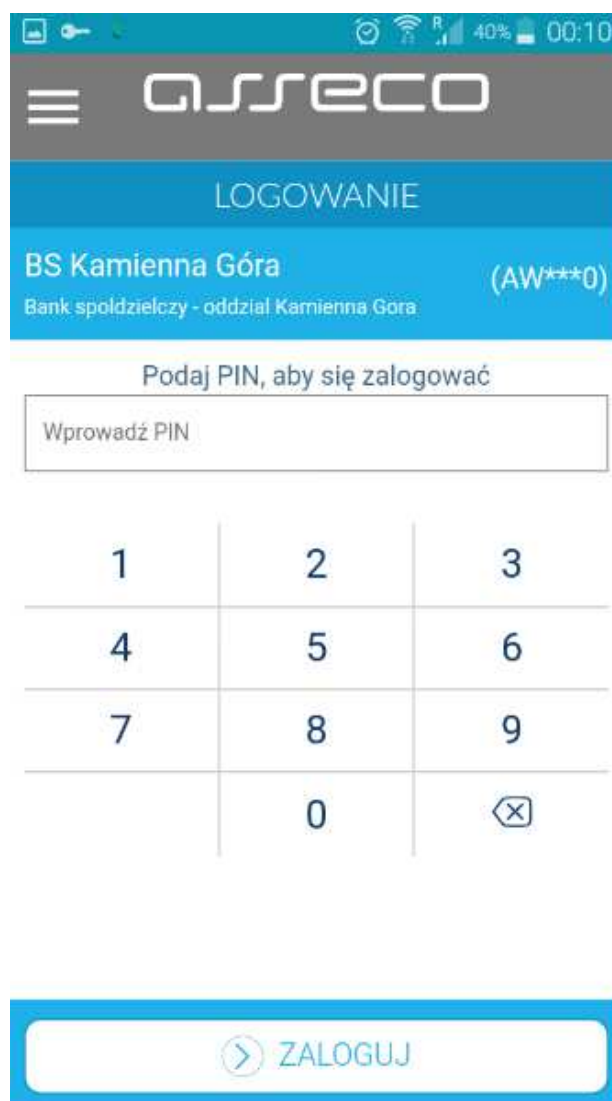 R 40% 00:10
asseco
LOGOWANIE
BS Kamienna Góra
(AW***0)
Bank spoldzielczy - oddzial Kamienna Gora
Podaj PIN, aby się zalogować
Wprowadź PIN
1 2 3
4 5 6
7 8 9
0
ZALOGUJ